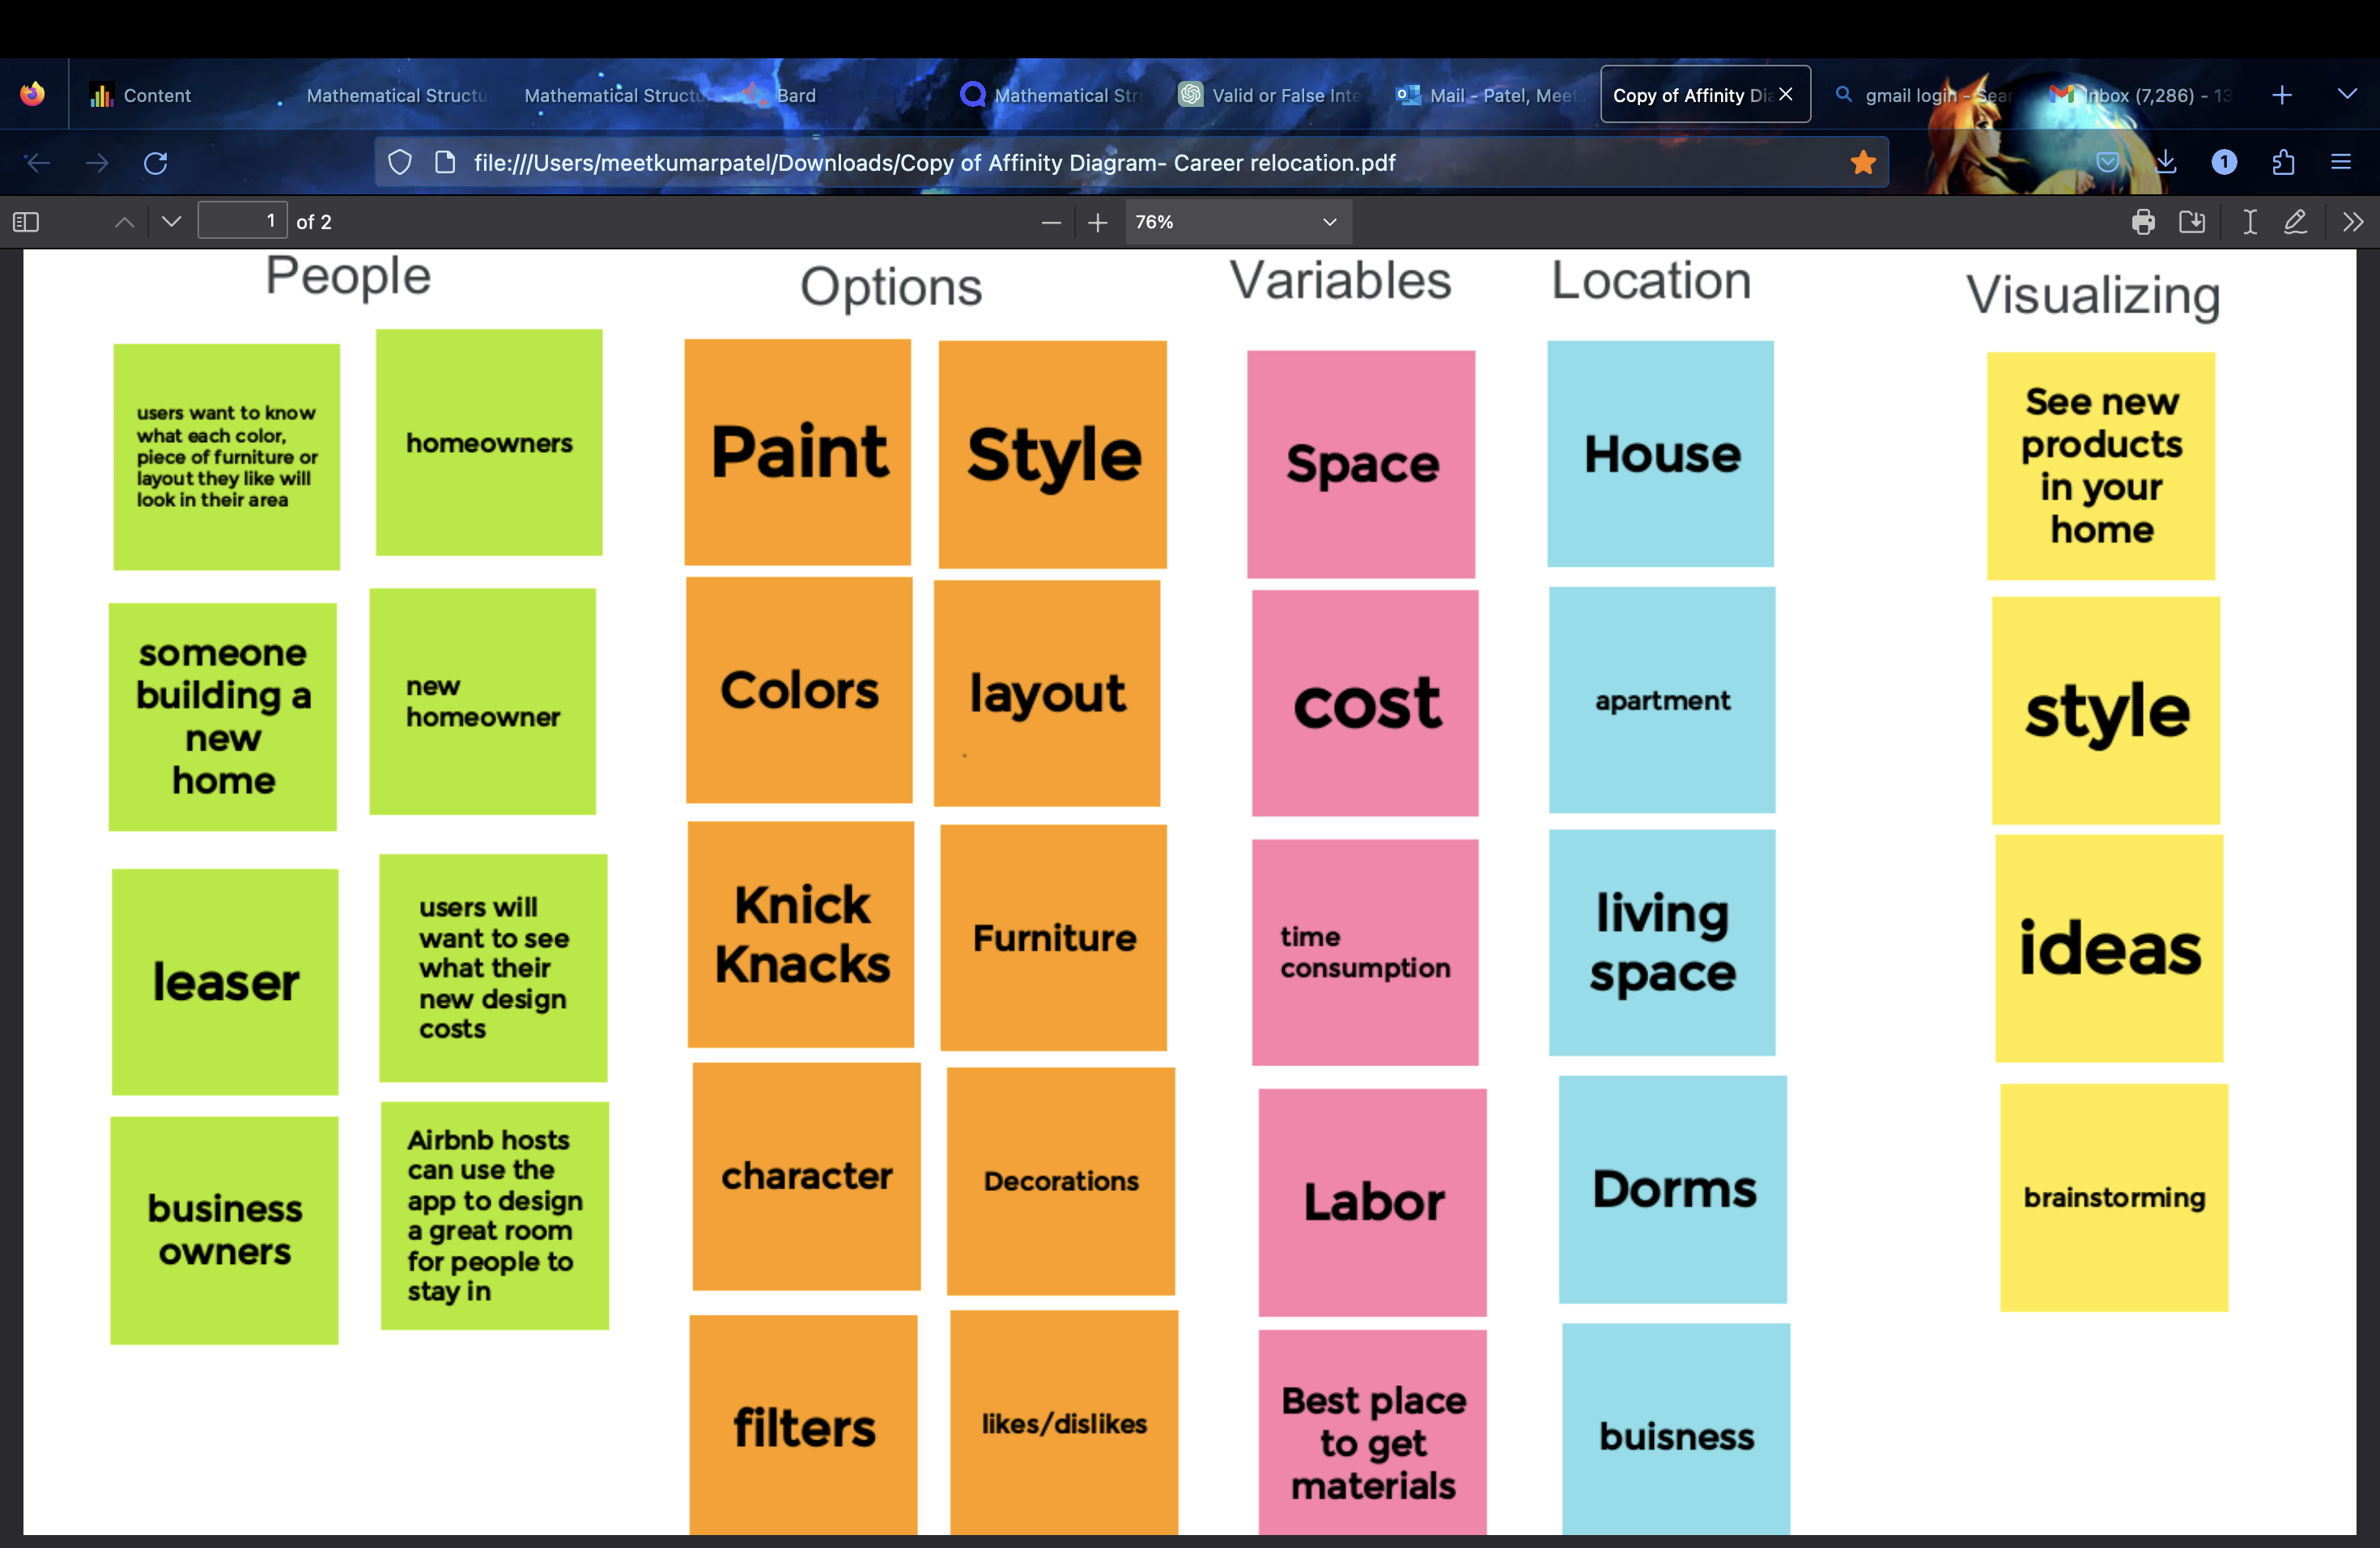 Content
Mathematical Structu
Mathematical Structu
Bard
Mathematical Stru
Valid or False Inte
Mail - Patel, Meet
Copy of Affinity Dia
gmail login - Sear
Inbox (7,286) - 13
file:///Users/meetkumarpatel/Downloads/Copy of Affinity Diagram- Career relocation.pdf
1
1 of 2
76%
People
users want to know
what each color,
piece of furniture or
layout they like will
look in their area
homeowners
someone
building a
new
home
new
homeowner
leaser
users will
want to see
what their
new design
costs
business
owners
Airbnb hosts
can use the
app to design
a great room
for people to
stay in
Options
Paint
Style
Colors
layout
Knick
Knacks
Furniture
character
Decorations
filters
likes/dislikes
Variables
Space
cost
time
consumption
Labor
Best place
to get
materials
Location
House
apartment
living
space
Dorms
buisness
Visualizing
See new
products
in your
home
style
ideas
brainstorming